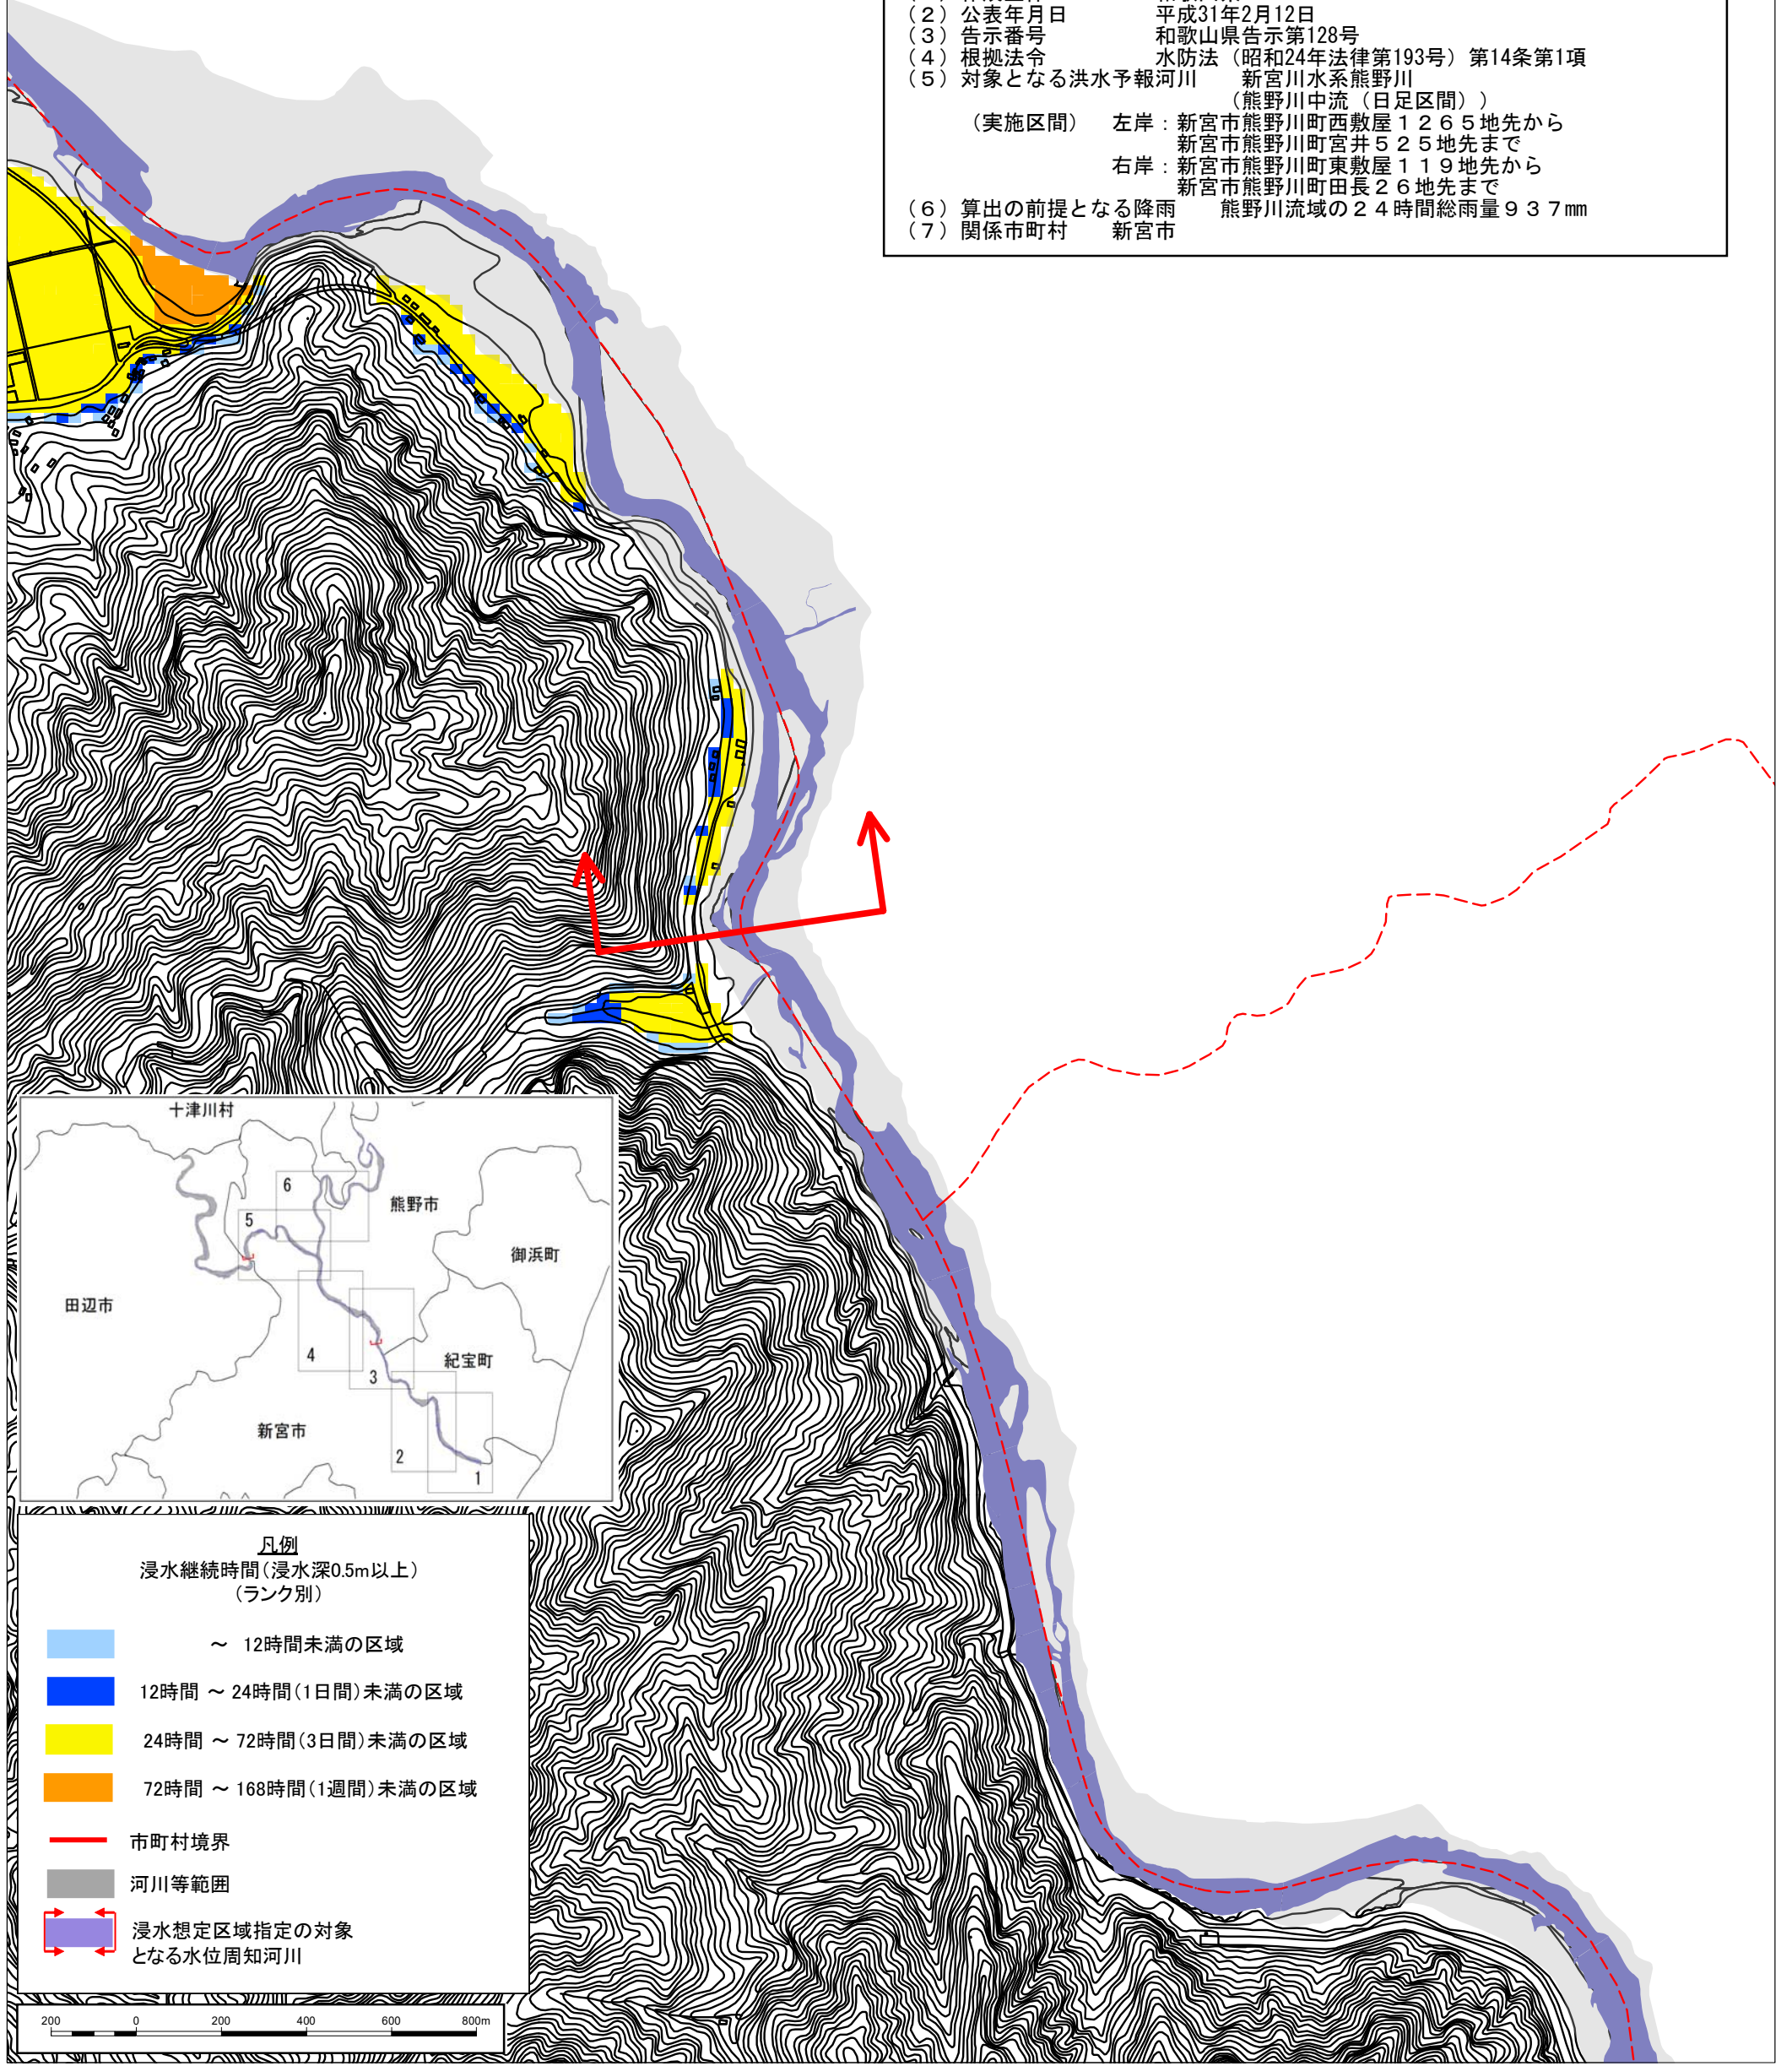 （２）公表年月日　　　　平成31年2月12日
（３）告示番号　　　　　和歌山県告示第128号
（４）根拠法令　　　　　水防法（昭和24年法律第193号）第14条第1項
（５）対象となる洪水予報河川　　新宮川水系熊野川
（熊野川中流（日足区間））
（実施区間）　左岸：新宮市熊野川町西敷屋１２６５地先から
新宮市熊野川町宮井５２５地先まで
右岸：新宮市熊野川町東敷屋１１９地先から
新宮市熊野川町田長２６地先まで
（６）算出の前提となる降雨　　熊野川流域の２４時間総雨量９３７㎜
（７）関係市町村　　新宮市
十津川村
6
熊野市
5
御浜町
田辺市
4
紀宝町
3
新宮市
2
1
凡例
浸水継続時間(浸水深0.5m以上)
(ランク別)
～ 12時間未満の区域
12時間 ～ 24時間(1日間)未満の区域
24時間 ～ 72時間(3日間)未満の区域
72時間 ～ 168時間(1週間)未満の区域
市町村境界
河川等範囲
浸水想定区域指定の対象
となる水位周知河川
200 0 200 400 600 800m